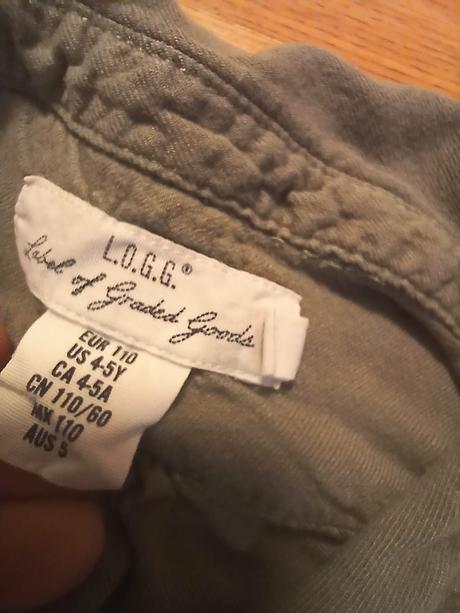 L.O.G.G.®
Label of Graded Goods
EUR 110
US 4-5Y
CA 4-5A
CN 110/60
MX 110
AUS 5